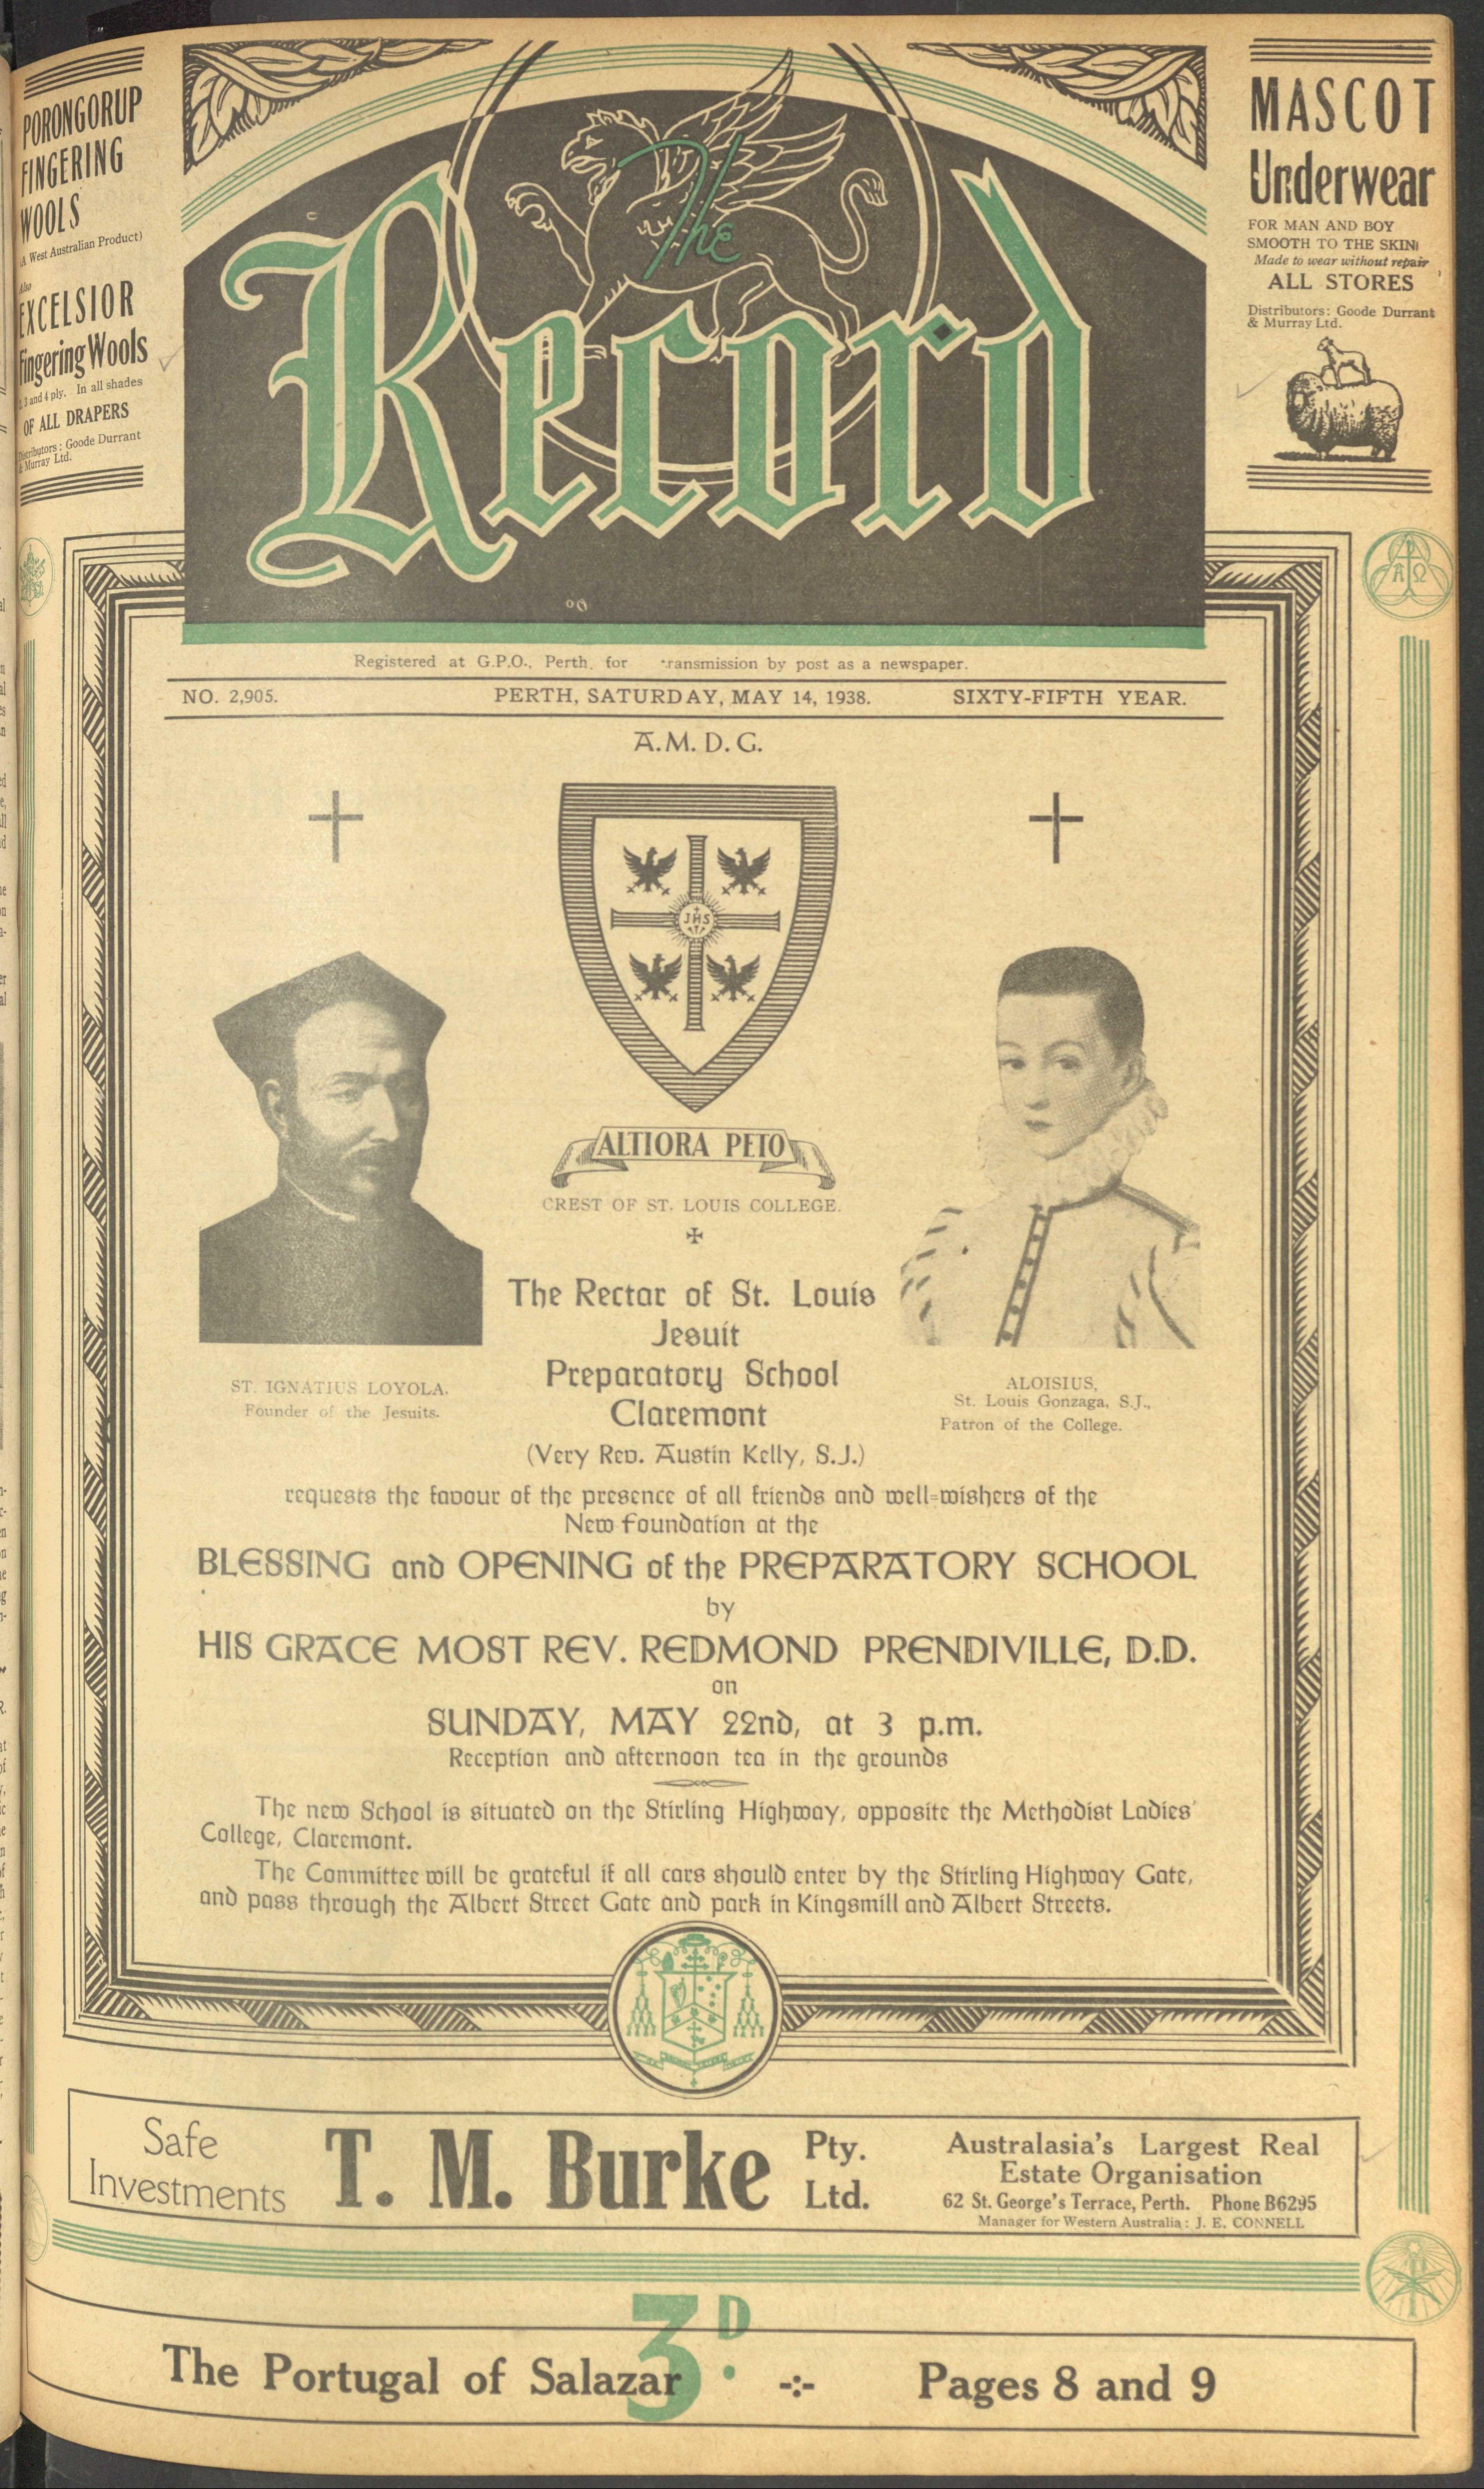 PORONGORUP
FINGERING
WOOLS
(A West Australian Product)
Also
EXCELSIOR
Fingering Wools
3 and 4 ply. In all shades
OF ALL DRAPERS
Distributors: Goode Durrant
& Murray Ltd.
The
Record
MASCOT
Underwear
FOR MAN AND BOY
SMOOTH TO THE SKIN
Made to wear without repair
ALL STORES
Distributors: Goode Durrant
& Murray Ltd.
Registered at G.P.O., Perth, for transmission by post as a newspaper.
NO. 2,905. PERTH, SATURDAY, MAY 14, 1938. SIXTY-FIFTH YEAR.
A.M.D.G.
JHS
ALTIORA PETO
CREST OF ST. LOUIS COLLEGE.
ST. IGNATIUS LOYOLA,
Founder of the Jesuits.
ALOISIUS,
St. Louis Gonzaga, S.J.,
Patron of the College.
The Rector of St. Louis
Jesuit
Preparatory School
Claremont
(Very Rev. Austin Kelly, S.J.)
requests the favour of the presence of all friends and well-wishers of the
New Foundation at the
BLESSING and OPENING of the PREPARATORY SCHOOL
by
HIS GRACE MOST REV. REDMOND PRENDIVILLE, D.D.
on
SUNDAY, MAY 22nd, at 3 p.m.
Reception and afternoon tea in the grounds
The new School is situated on the Stirling Highway, opposite the Methodist Ladies'
College, Claremont.
The Committee will be grateful if all cars should enter by the Stirling Highway Gate,
and pass through the Albert Street Gate and park in Kingsmill and Albert Streets.
Safe
Investments
T. M. Burke
Pty.
Ltd.
Australasia's Largest Real
Estate Organisation
62 St. George's Terrace, Perth. Phone B6295
Manager for Western Australia: J. E. CONNELL
3D.
The Portugal of Salazar -:- Pages 8 and 9